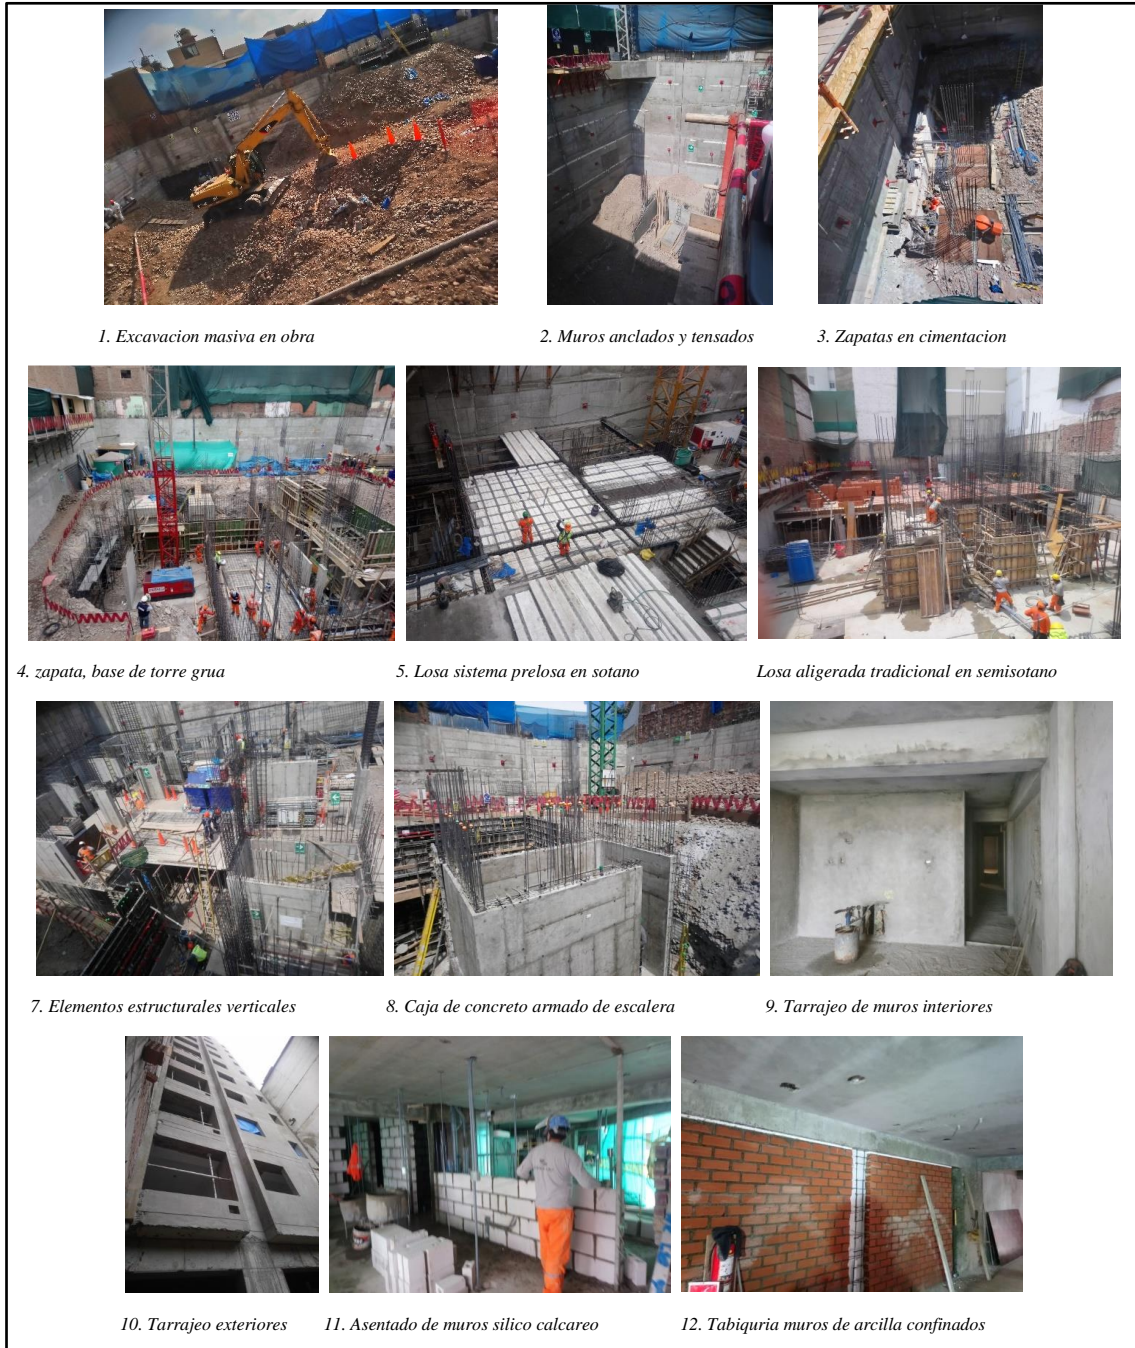 1. Excavacion masiva en obra
2. Muros anclados y tensados
3. Zapatas en cimentacion
4. zapata, base de torre grua
5. Losa sistema prelosa en sotano
Losa aligerada tradicional en semisotano
7. Elementos estructurales verticales
8. Caja de concreto armado de escalera
9. Tarrajeo de muros interiores
10. Tarrajeo exteriores
11. Asentado de muros silico calcareo
12. Tabiquria muros de arcilla confinados